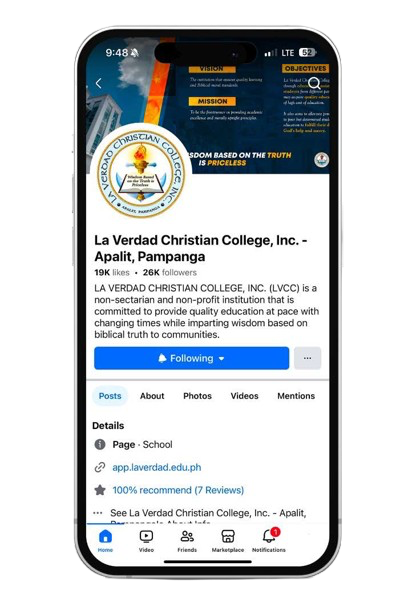 9:48
LTE 52
VISION
OBJECTIVES
MISSION
WISDOM BASED ON THE TRUTH
IS PRICELESS
LA VERDAD CHRISTIAN COLLEGE, INC.
Wisdom Based
on the Truth is
Priceless
APALIT, PAMPANGA
La Verdad Christian College, Inc. -
Apalit, Pampanga
19K likes • 26K followers
LA VERDAD CHRISTIAN COLLEGE, INC. (LVCC) is a
non-sectarian and non-profit institution that is
committed to provide quality education at pace with
changing times while imparting wisdom based on
biblical truth to communities.
Following
Posts
About
Photos
Videos
Mentions
Details
Page · School
app.laverdad.edu.ph
100% recommend (7 Reviews)
See La Verdad Christian College, Inc. - Apalit,
Pampanga's About Info
Home
Video
Friends
Marketplace
Notifications
1